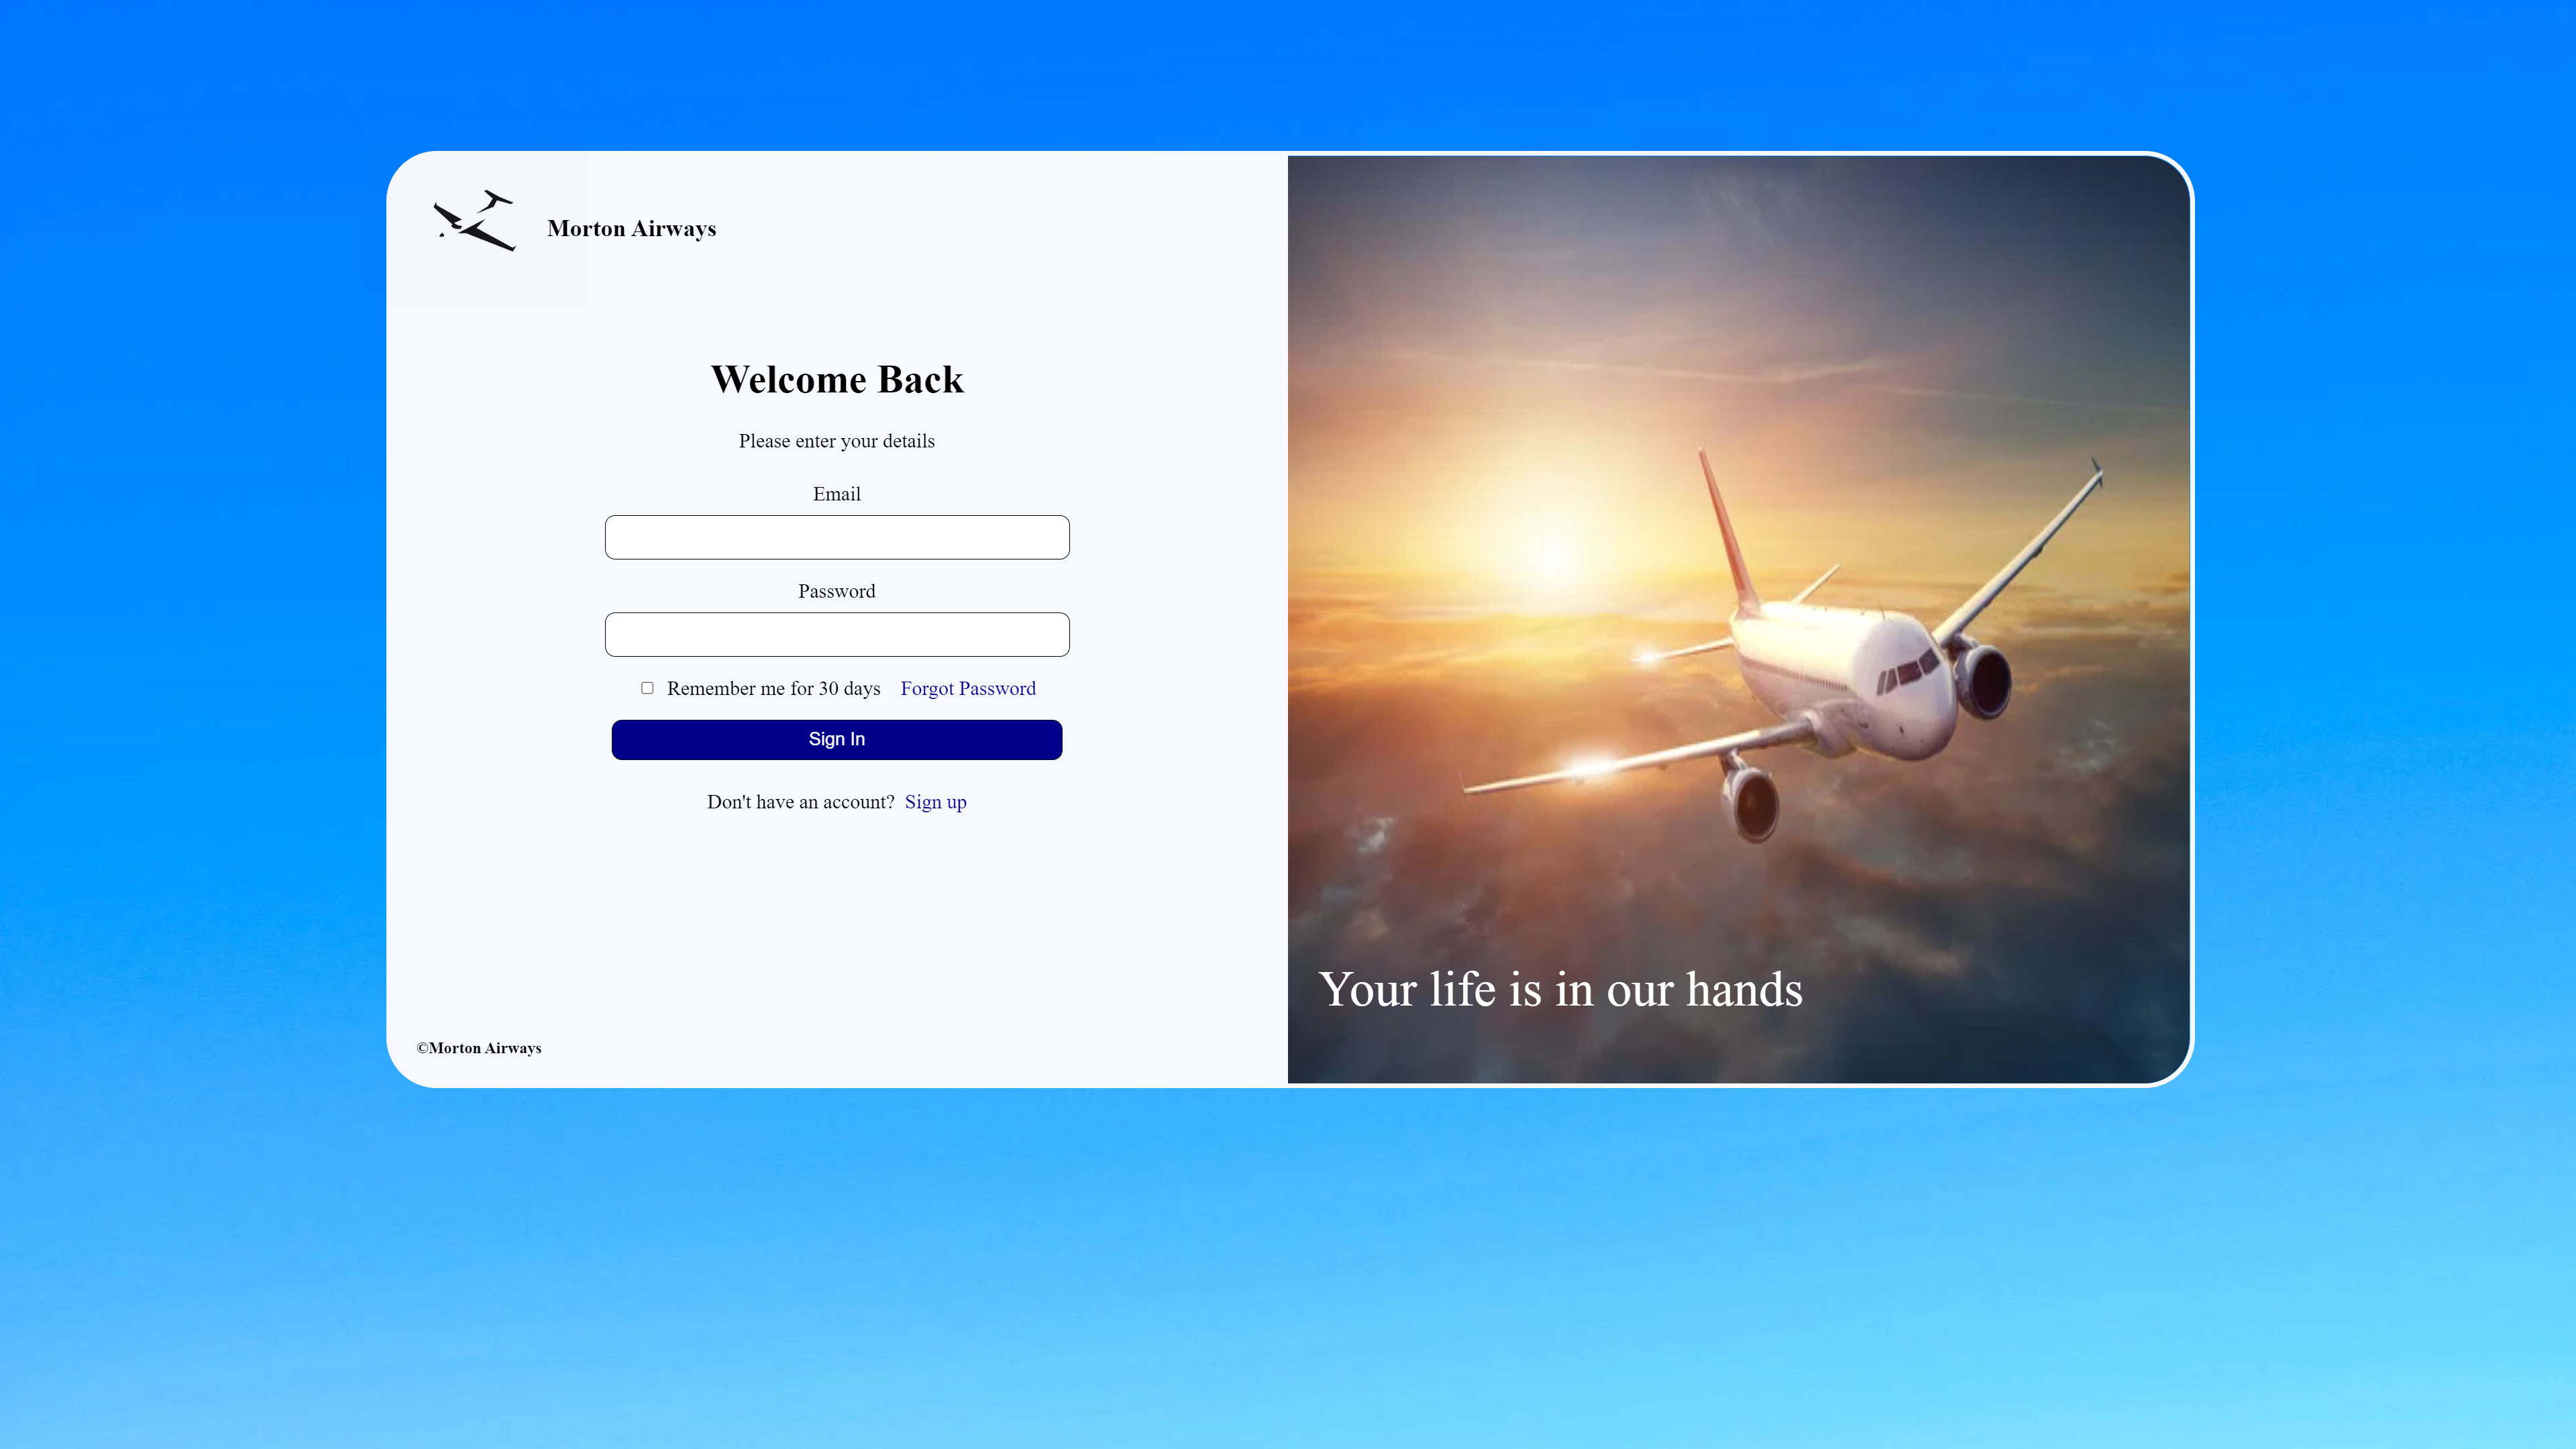 Morton Airways
Welcome Back
Please enter your details
Email
Password
Remember me for 30 days Forgot Password
Sign In
Don't have an account? Sign up
Your life is in our hands
©Morton Airways